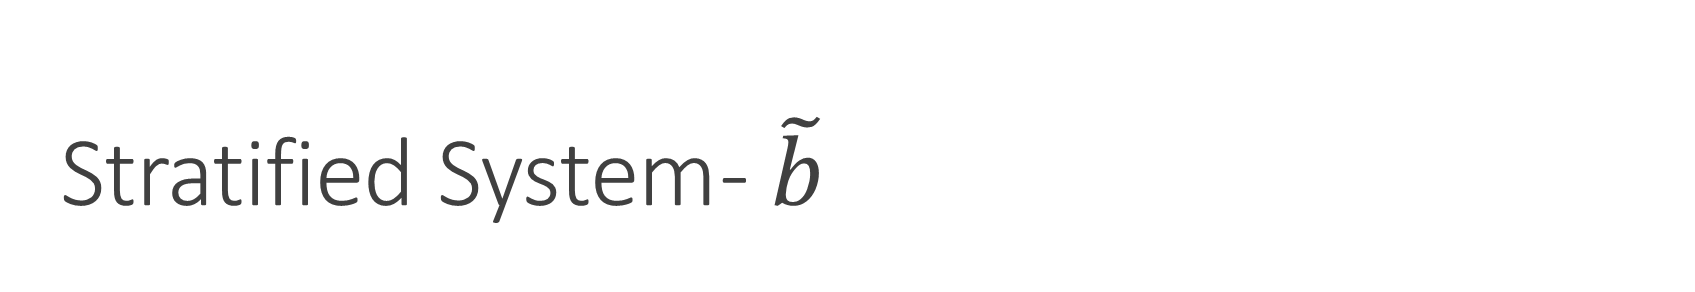 Stratified System- b̃